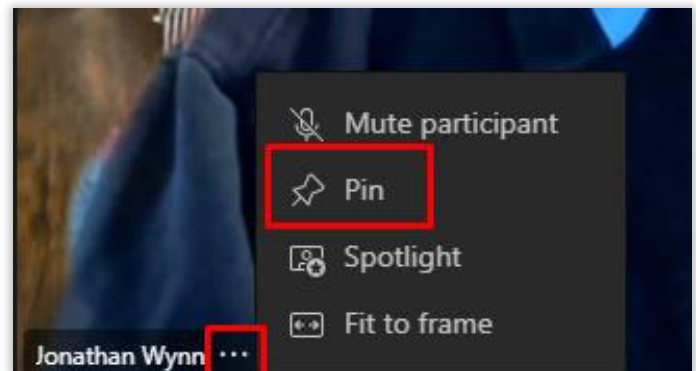 Mute participant
Pin
Spotlight
Fit to frame
Jonathan Wynn ...